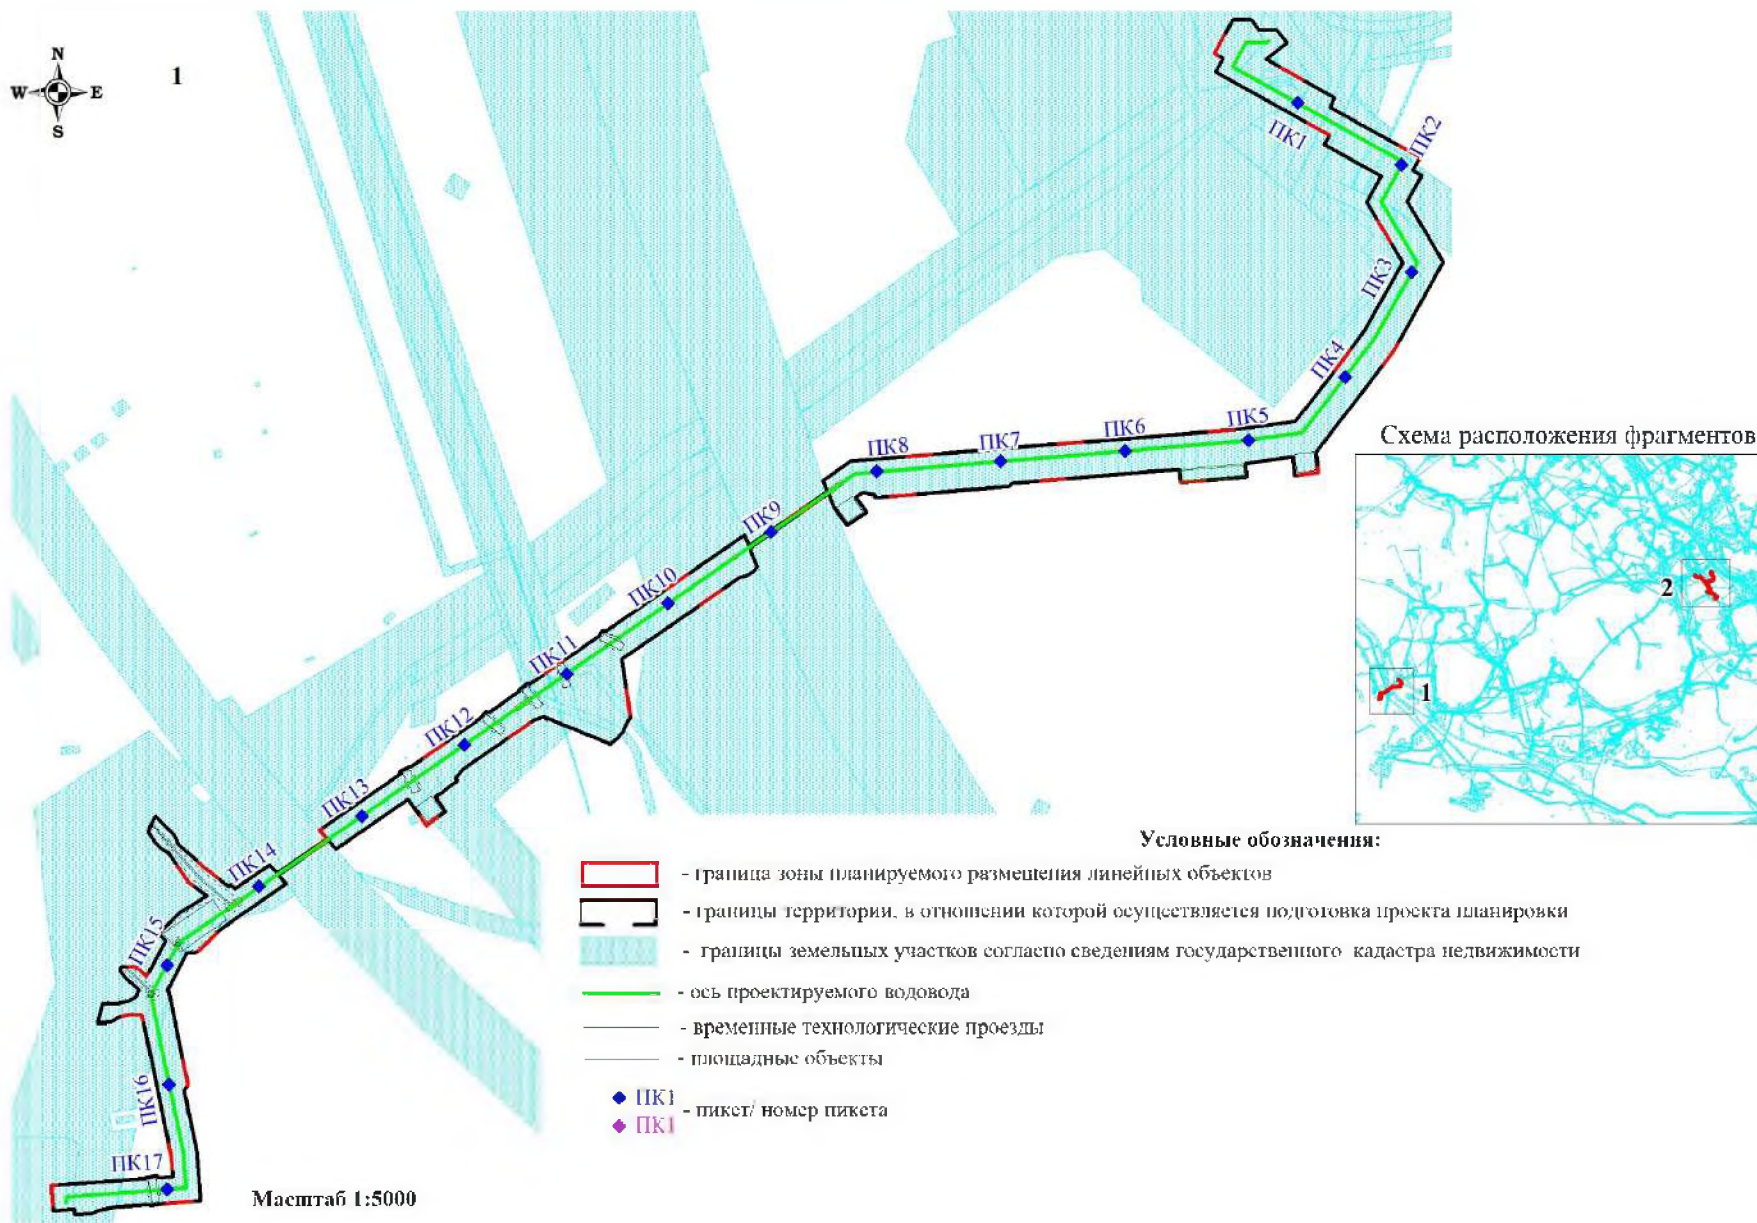 N
W E
S
1
ПК1
ПК2
ПК3
ПК4
ПК5
ПК6
ПК7
ПК8
ПК9
ПК10
ПК11
ПК12
ПК13
ПК14
ПК15
ПК16
ПК17
Схема расположения фрагментов
2
1
Условные обозначения:
- граница зоны планируемого размещения линейных объектов
- границы территории, в отношении которой осуществляется подготовка проекта планировки
- границы земельных участков согласно сведениям государственного кадастра недвижимости
- ось проектируемого водовода
- временные технологические проезды
- площадные объекты
ПК1
ПК1
- пикет/ номер пикета
Масштаб 1:5000